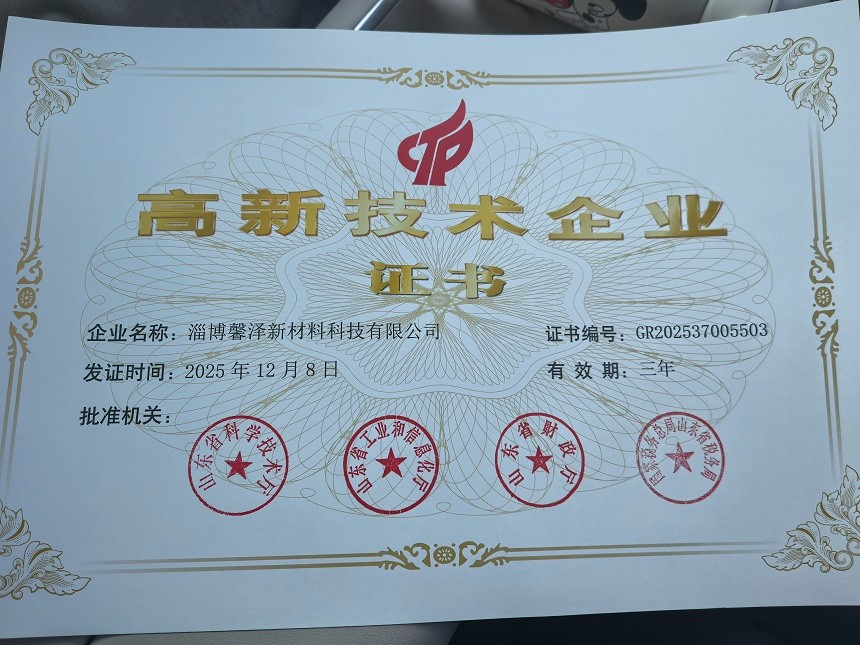 CTP
高新技术企业
证书
企业名称：淄博馨泽新材料科技有限公司
证书编号：GR202537005503
发证时间：2025年12月8日
有效期：三年
批准机关：
山东省科学技术厅
山东省工业和信息化厅
山东省财政厅
国家税务总局山东省税务局